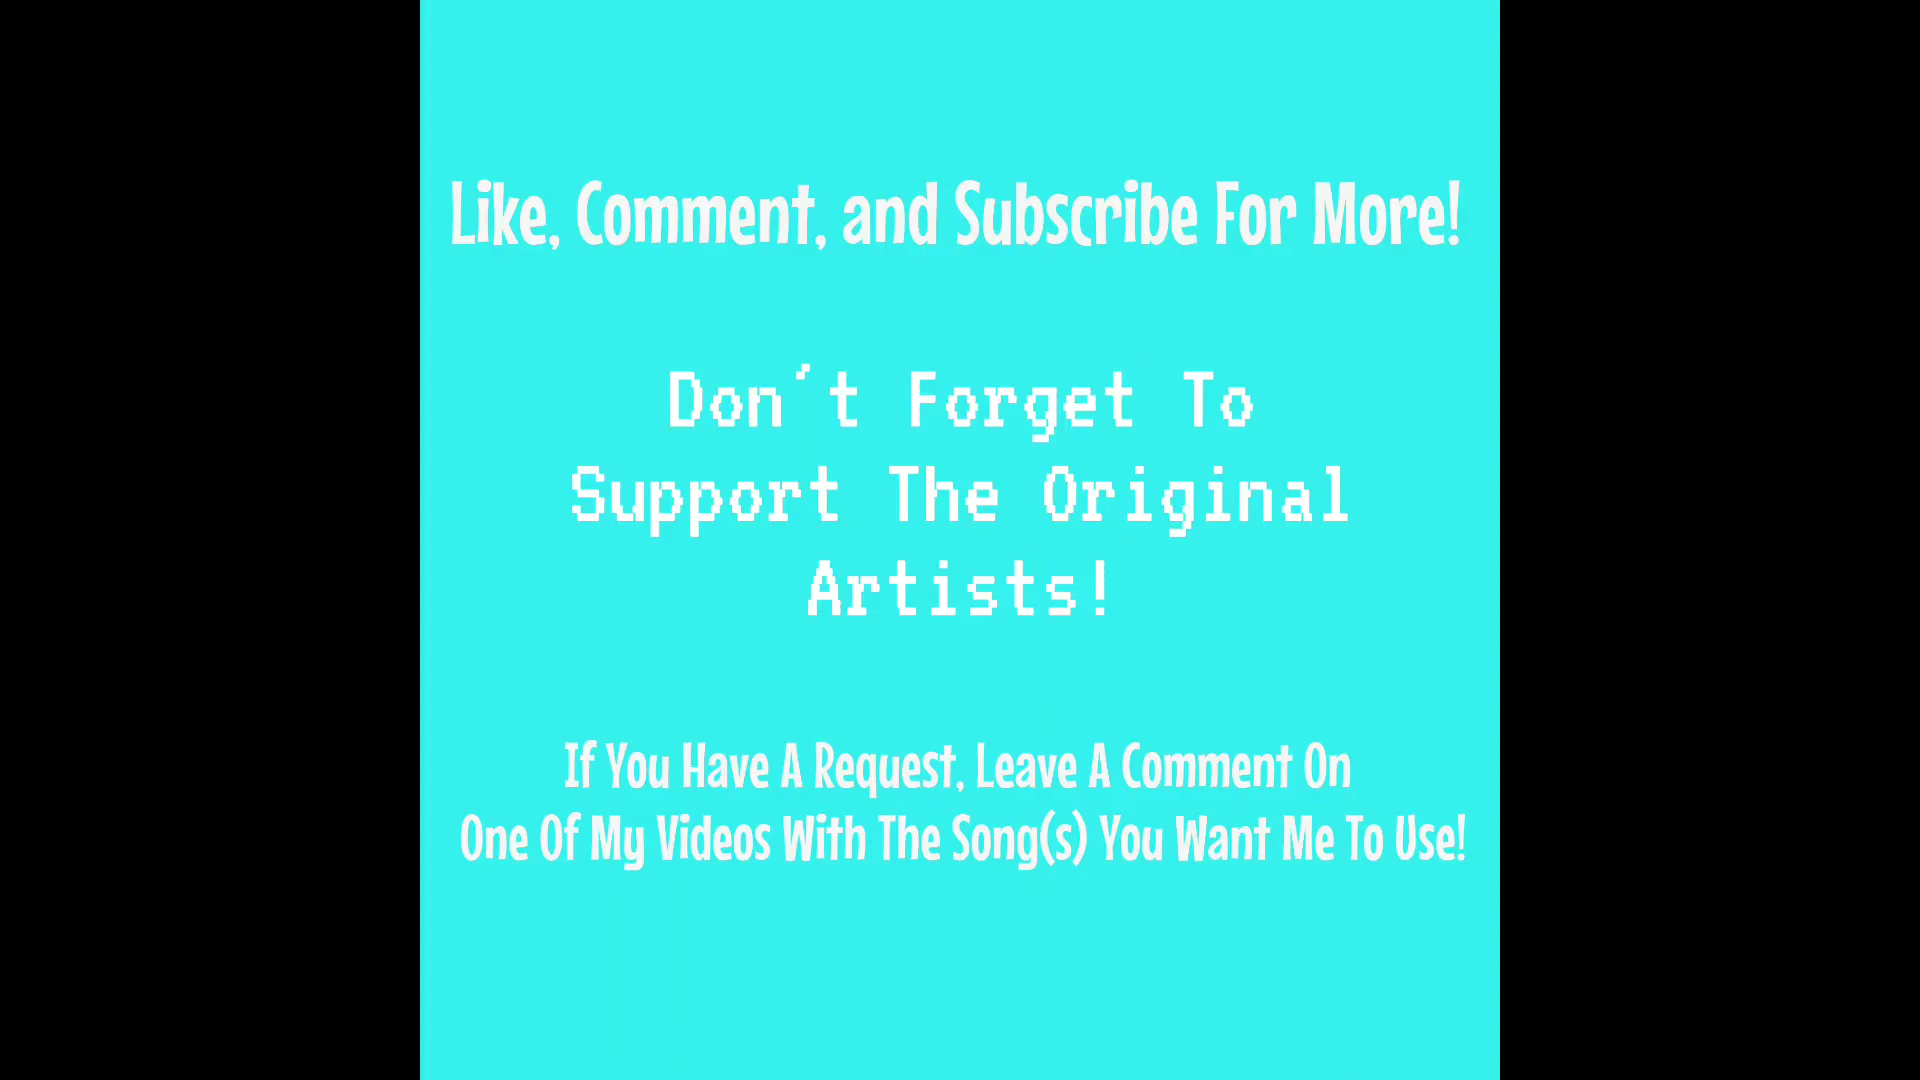 Like, Comment, and Subscribe For More!
Don't Forget To
Support The Original
Artists!
If You Have A Request, Leave A Comment On
One Of My Videos With The Song(s) You Want Me To Use!